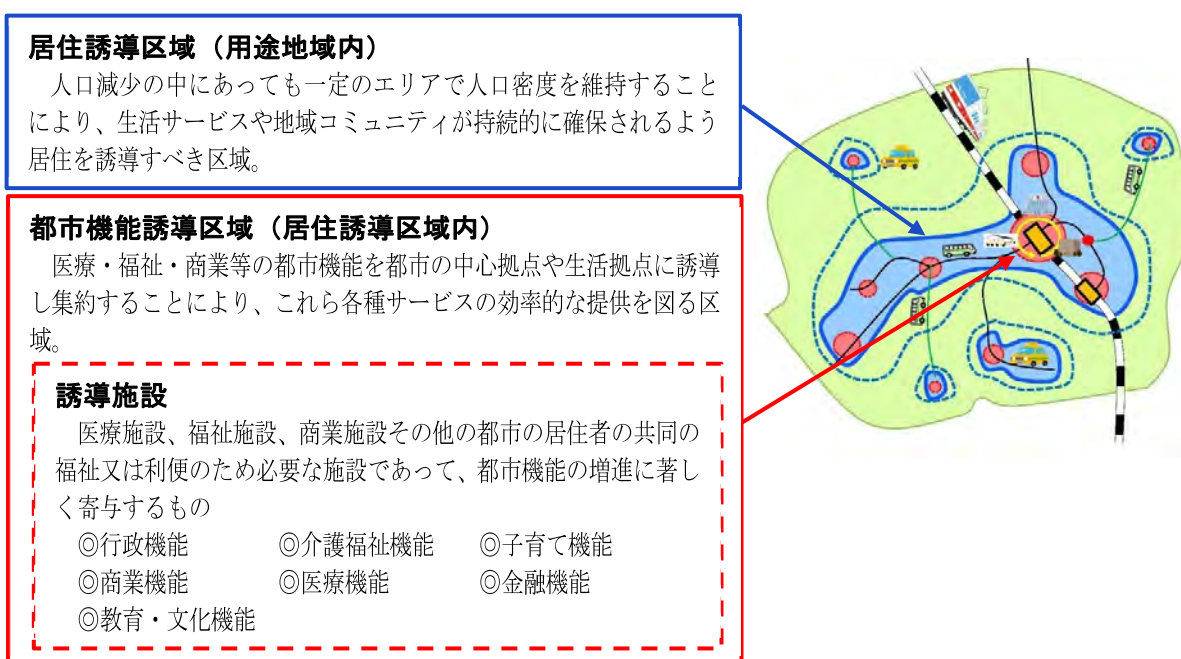 居住誘導区域（用途地域内）
人口減少の中にあっても一定のエリアで人口密度を維持すること
により、生活サービスや地域コミュニティが持続的に確保されるよう
居住を誘導すべき区域。
都市機能誘導区域（居住誘導区域内）
医療・福祉・商業等の都市機能を都市の中心拠点や生活拠点に誘導
し集約することにより、これら各種サービスの効率的な提供を図る区
域。
誘導施設
医療施設、福祉施設、商業施設その他の都市の居住者の共同の
福祉又は利便のため必要な施設であって、都市機能の増進に著し
く寄与するもの
◎行政機能 ◎介護福祉機能 ◎子育て機能
◎商業機能 ◎医療機能 ◎金融機能
◎教育・文化機能